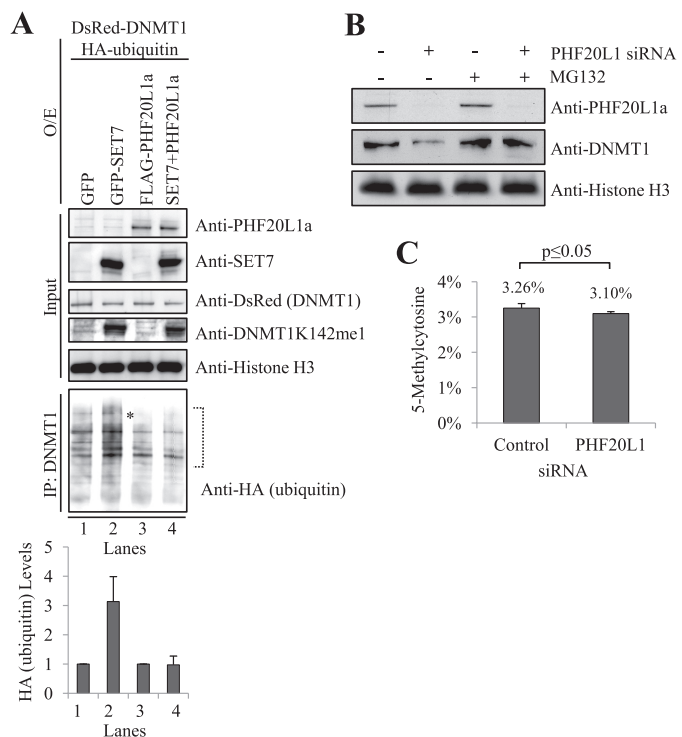 A
DsRed-DNMT1
HA-ubiquitin
O/E
GFP
GFP-SET7
FLAG-PHF20L1a
SET7+PHF20L1a
Input
Anti-PHF20L1a
Anti-SET7
Anti-DsRed (DNMT1)
Anti-DNMT1K142me1
Anti-Histone H3
IP: DNMT1
*
Anti-HA (ubiquitin)
1 2 3 4
Lanes
HA (ubiquitin) Levels
5
4
3
2
1
0
1 2 3 4
Lanes
B
- + - + PHF20L1 siRNA
- - + + MG132
Anti-PHF20L1a
Anti-DNMT1
Anti-Histone H3
C
p≤0.05
5-Methylcytosine
4%
3%
2%
1%
0%
3.26% 3.10%
Control PHF20L1
siRNA